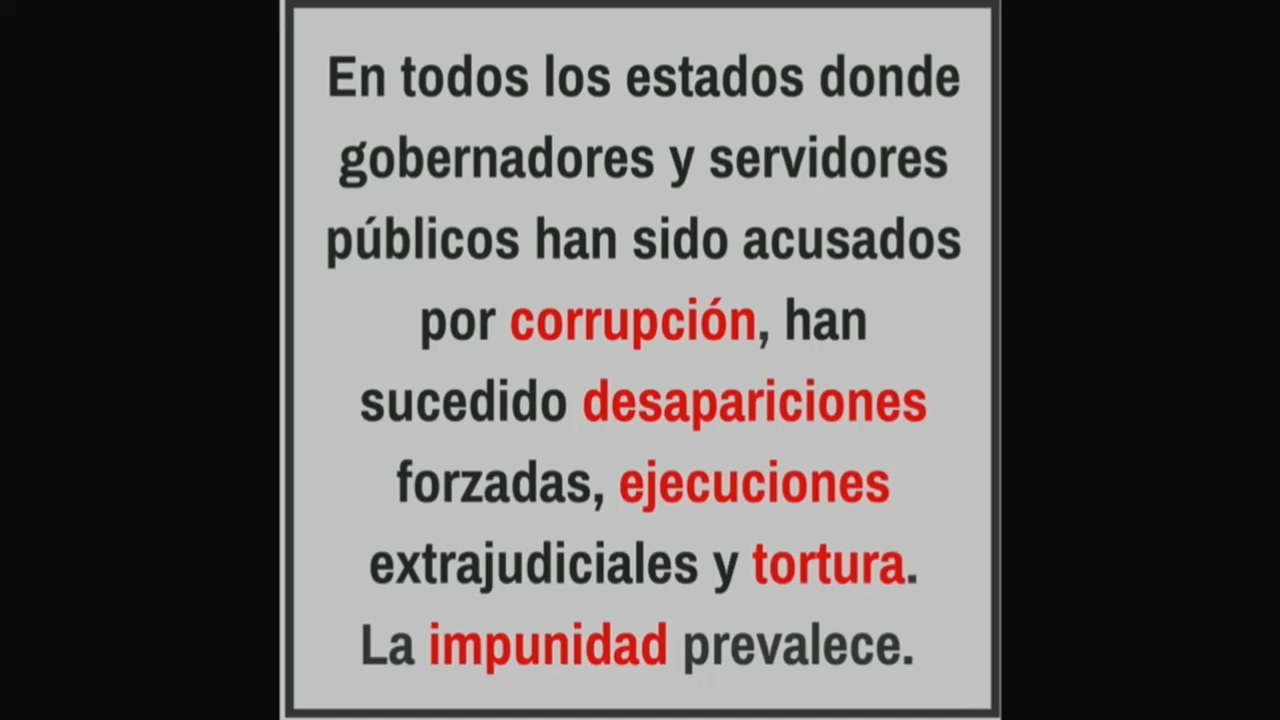 En todos los estados donde
gobernadores y servidores
públicos han sido acusados
por corrupción, han
sucedido desapariciones
forzadas, ejecuciones
extrajudiciales y tortura.
La impunidad prevalece.